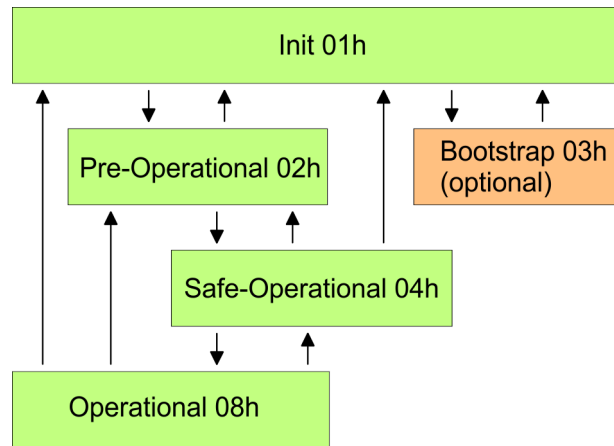 Init 01h
Pre-Operational 02h
Bootstrap 03h
(optional)
Safe-Operational 04h
Operational 08h